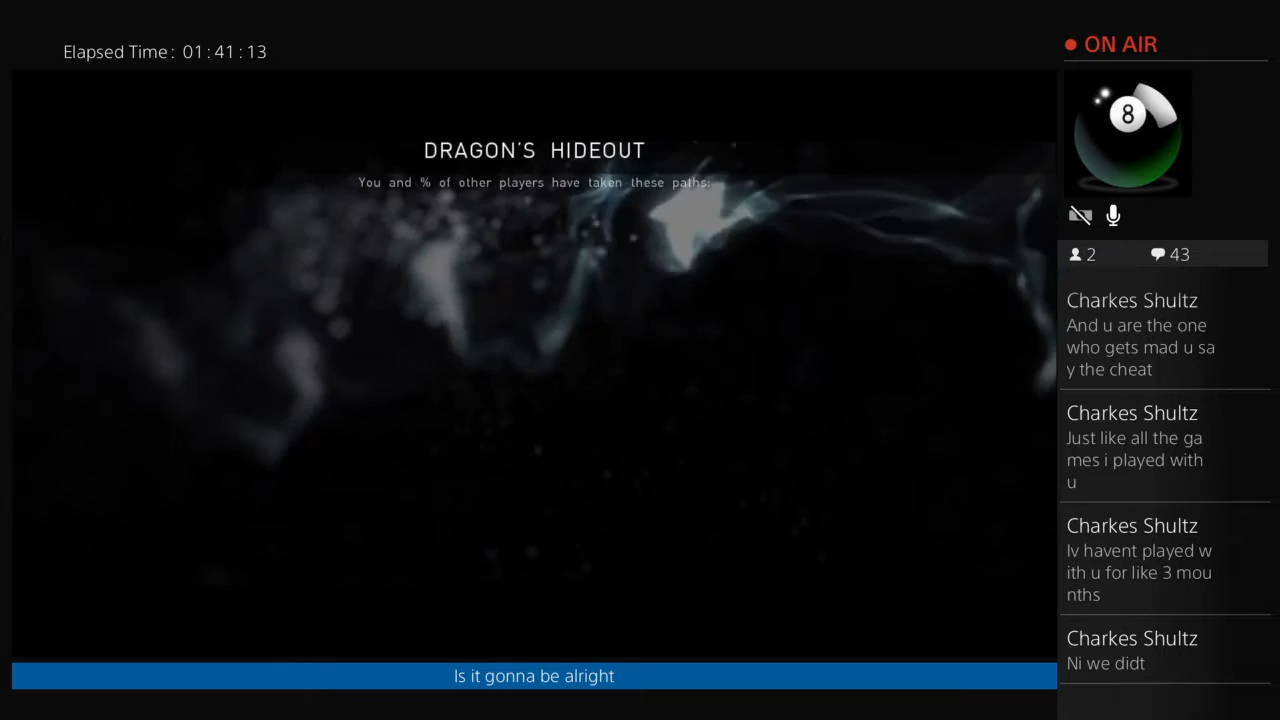 Elapsed Time: 01:41:13
DRAGON'S HIDEOUT
You and % of other players have taken these paths:
Is it gonna be alright
ON AIR
8
2 43
Charkes Shultz
And u are the one
who gets mad u sa
y the cheat
Charkes Shultz
Just like all the ga
mes i played with
u
Charkes Shultz
Iv havent played w
ith u for like 3 mou
nths
Charkes Shultz
Ni we didt